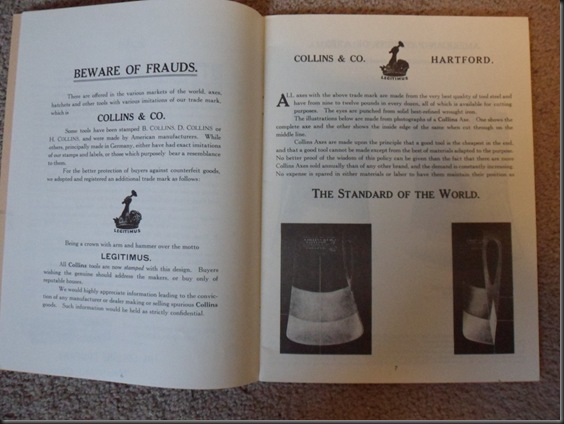 BEWARE OF FRAUDS.
There are offered in the various markets of the world, axes,
hatchets and other tools with various imitations of our trade mark,
which is
COLLINS & CO.
Some tools have been stamped B. COLLINS, D. COLLINS or
H. COLLINS, and were made by American manufacturers. While
others, principally made in Germany, either have had exact imitations
of our stamps and labels, or those which purposely bear a resemblance
to them.
For the better protection of buyers against counterfeit goods,
we adopted and registered an additional trade mark as follows:
LEGITIMUS
Being a crown with arm and hammer over the motto
LEGITIMUS.
All Collins tools are now stamped with this design. Buyers
wishing the genuine should address the makers, or buy only of
reputable houses.
We would highly appreciate information leading to the convic-
tion of any manufacturer or dealer making or selling spurious Collins
goods. Such information would be held as strictly confidential.
COLLINS & CO. HARTFORD.
LEGITIMUS
ALL axes with the above trade mark are made from the very best quality of tool steel and
have from nine to twelve pounds in every dozen, all of which is available for cutting
purposes. The eyes are punched from solid best refined wrought iron.
The illustrations below are made from photographs of a Collins Axe. One shows the
complete axe and the other shows the inside edge of the same when cut through on the
middle line.
Collins Axes are made upon the principle that a good tool is the cheapest in the end,
and that a good tool cannot be made except from the best of materials adapted to the purpose.
No better proof of the wisdom of this policy can be given than the fact that there are more
Collins Axes sold annually than of any other brand, and the demand is constantly increasing.
No expense is spared in either materials or labor to have them maintain their position as
THE STANDARD OF THE WORLD.
7